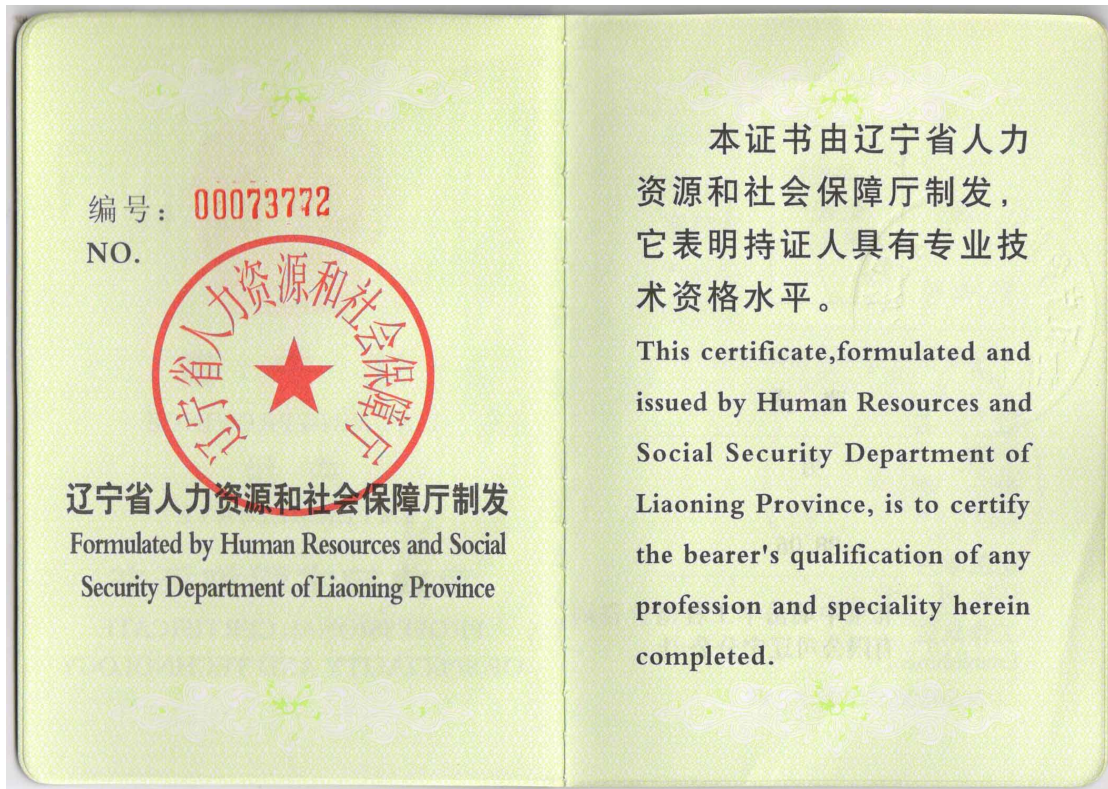 编号：00073772
NO.
辽宁省人力资源和社会保障厅
辽宁省人力资源和社会保障厅制发
Formulated by Human Resources and Social
Security Department of Liaoning Province
本证书由辽宁省人力
资源和社会保障厅制发，
它表明持证人具有专业技
术资格水平。
This certificate,formulated and
issued by Human Resources and
Social Security Department of
Liaoning Province, is to certify
the bearer's qualification of any
profession and speciality herein
completed.